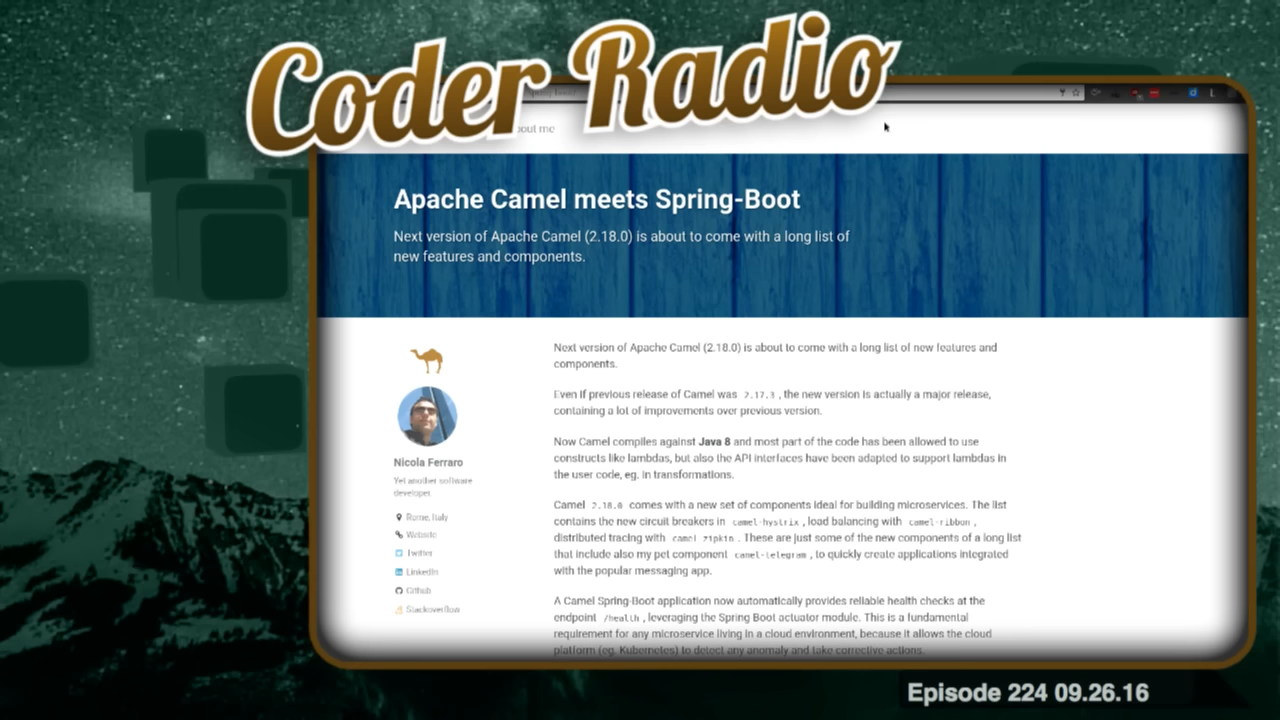 Coder Radio
bout me
Apache Camel meets Spring-Boot
Next version of Apache Camel (2.18.0) is about to come with a long list of
new features and components.
Next version of Apache Camel (2.18.0) is about to come with a long list of new features and
components.
Even if previous release of Camel was 2.17.3 , the new version is actually a major release,
containing a lot of improvements over previous version.
Now Camel compiles against Java 8 and most part of the code has been allowed to use
constructs like lambdas, but also the API interfaces have been adapted to support lambdas in
the user code, eg. in transformations.
Camel 2.18.0 comes with a new set of components ideal for building microservices. The list
contains the new circuit breakers in camel-hystrix , load balancing with camel-ribbon ,
distributed tracing with camel-zipkin . These are just some of the new components of a long list
that include also my pet component camel-telegram , to quickly create applications integrated
with the popular messaging app.
A Camel Spring-Boot application now automatically provides reliable health checks at the
endpoint /health , leveraging the Spring Boot actuator module. This is a fundamental
requirement for any microservice living in a cloud environment, because it allows the cloud
platform (eg. Kubernetes) to detect any anomaly and take corrective actions.
Nicola Ferraro
Yet another software
developer.
Rome, Italy
Website
Twitter
LinkedIn
Github
Stackoverflow
Episode 224 09.26.16